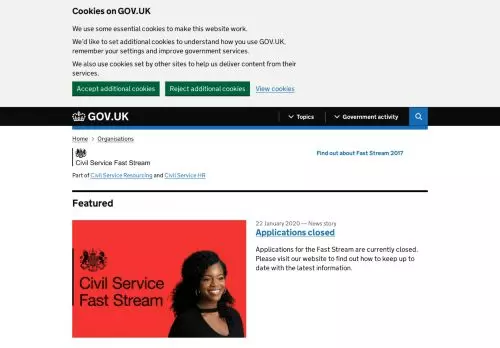 Cookies on GOV.UK
We use some essential cookies to make this website work.
We'd like to set additional cookies to understand how you use GOV.UK,
remember your settings and improve government services.
We also use cookies set by other sites to help us deliver content from their
services.
Accept additional cookies Reject additional cookies View cookies
GOV.UK Topics Government activity
Home Organisations
Civil Service Fast Stream
Find out about Fast Stream 2017
Part of Civil Service Resourcing and Civil Service HR
Featured
Civil Service
Fast Stream
22 January 2020 — News story
Applications closed
Applications for the Fast Stream are currently closed.
Please visit our website to find out how to keep up to
date with the latest information.